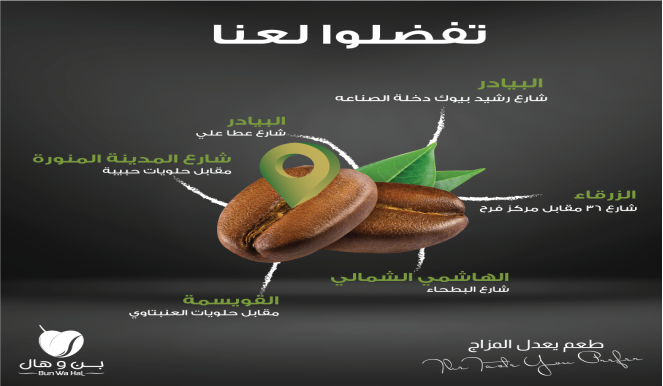 تفضلوا لعنا
البيادر
شارع رشيد بيوك دخلة الصناعه
البيادر
شارع عطا علي
شارع المدينة المنورة
مقابل حلويات حبيبة
الزرقاء
شارع ٣٦ مقابل مركز فرح
الهاشمي الشمالي
شارع البطحاء
القويسمة
مقابل حلويات العنبتاوي
طعم يعدل المزاج
The Taste You Prefer
بن و هال
Bun Wa Hal